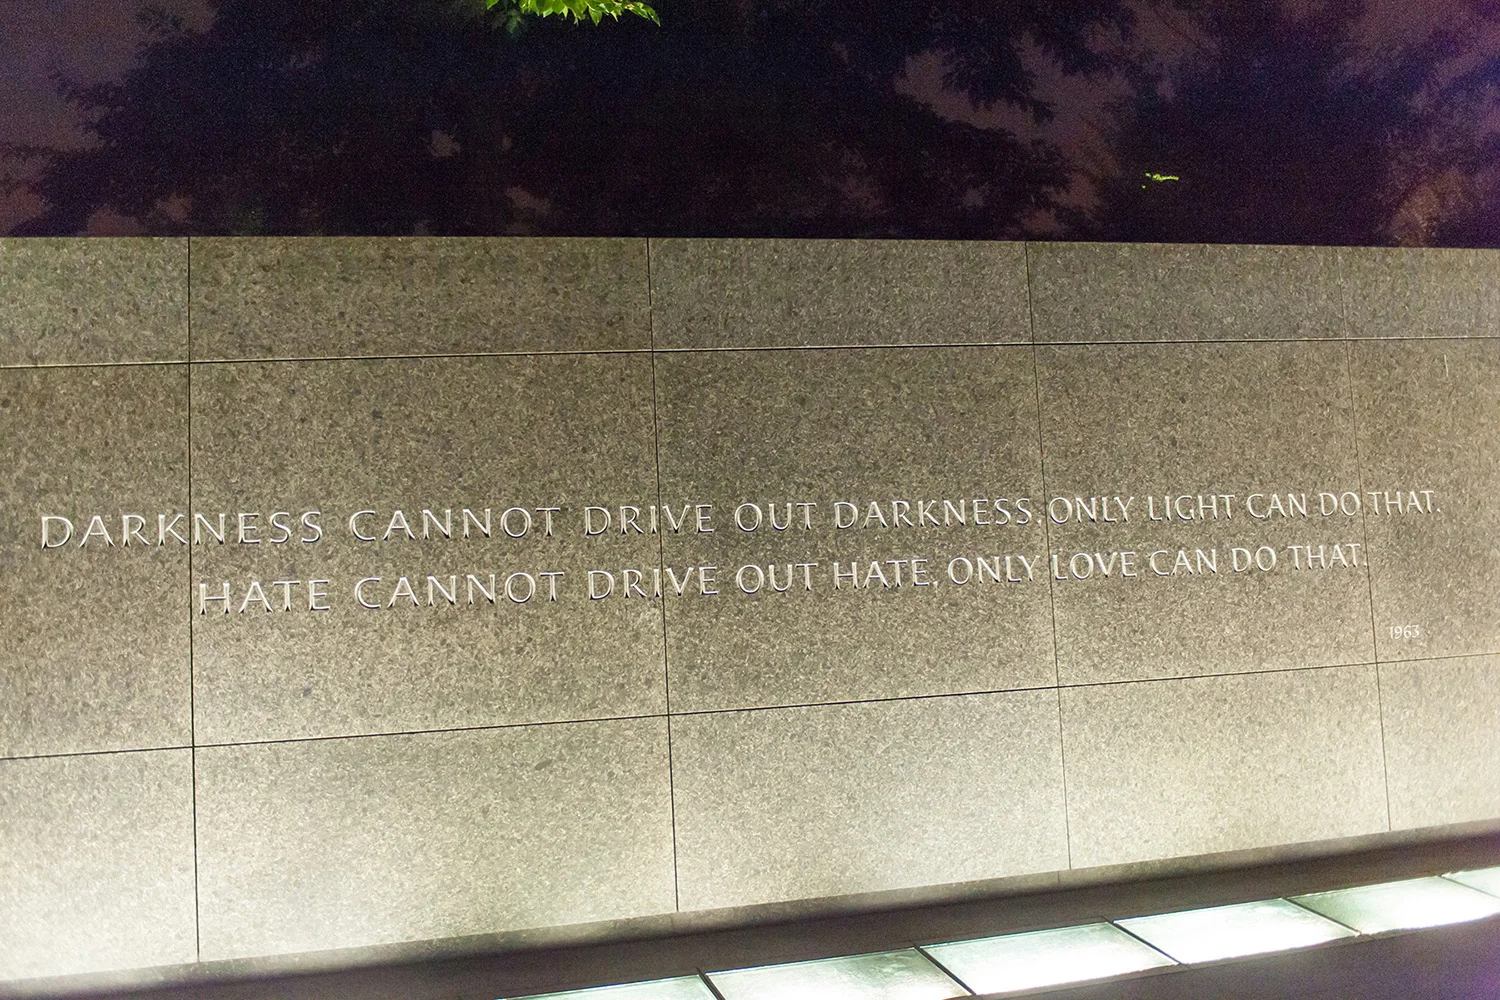 DARKNESS CANNOT DRIVE OUT DARKNESS, ONLY LIGHT CAN DO THAT.
HATE CANNOT DRIVE OUT HATE, ONLY LOVE CAN DO THAT.
1963